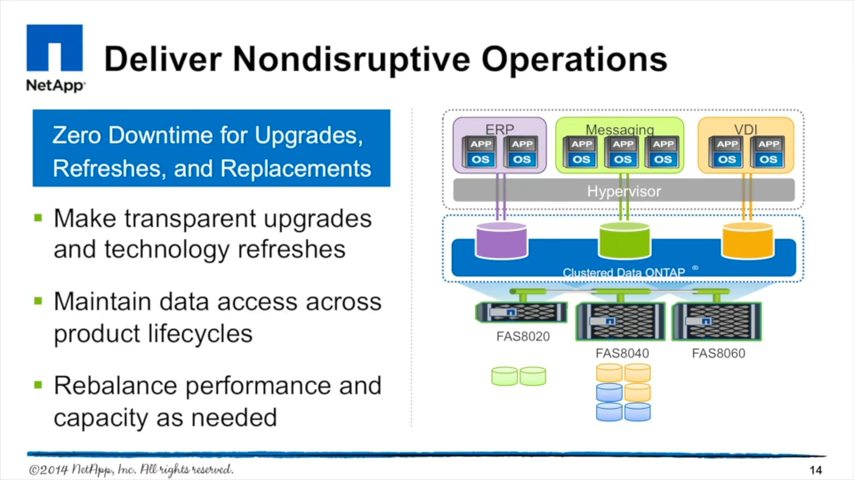 NetApp®
Deliver Nondisruptive Operations
Zero Downtime for Upgrades,
Refreshes, and Replacements
Make transparent upgrades
and technology refreshes
Maintain data access across
product lifecycles
Rebalance performance and
capacity as needed
ERP
Messaging
VDI
APP APP APP APP APP APP APP
OS OS OS OS OS OS OS
Hypervisor
Clustered Data ONTAP ®
FAS8020
FAS8040
FAS8060
©2014 NetApp, Inc. All rights reserved.
14